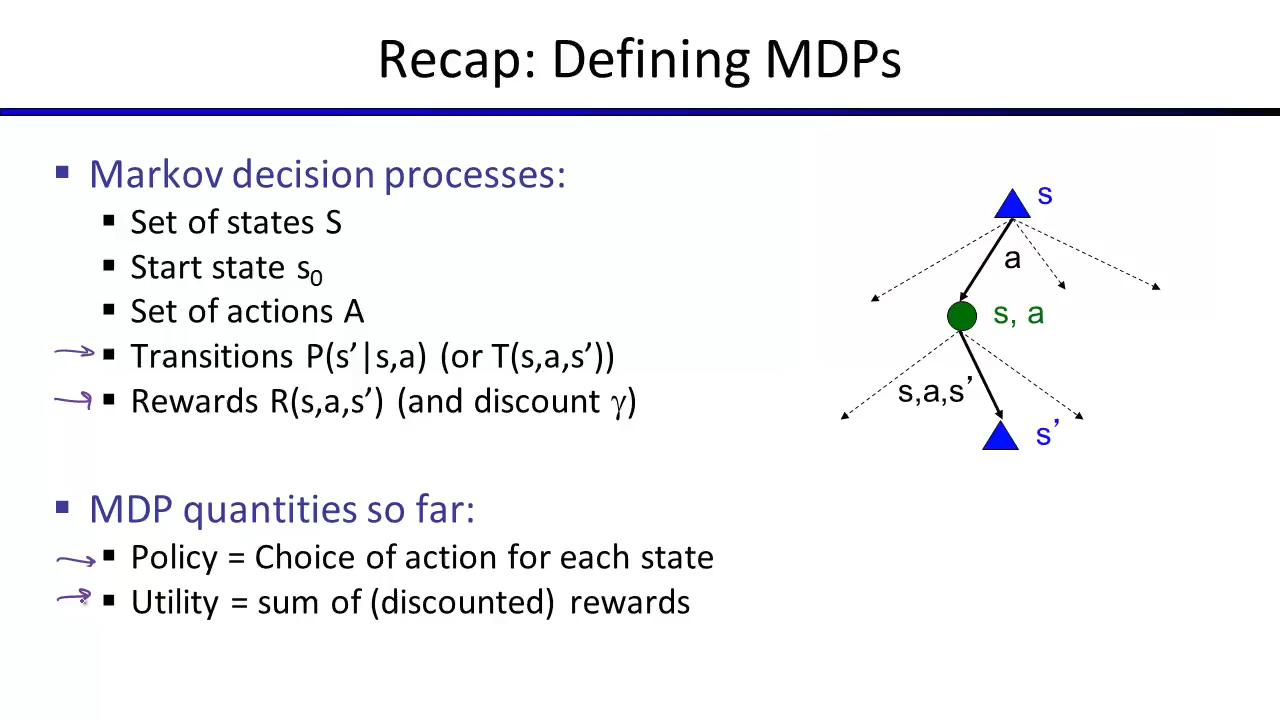 Recap: Defining MDPs
▪ Markov decision processes:
▪ Set of states S
▪ Start state s₀
▪ Set of actions A
▪ Transitions P(s’|s,a) (or T(s,a,s’))
▪ Rewards R(s,a,s’) (and discount γ)
▪ MDP quantities so far:
▪ Policy = Choice of action for each state
▪ Utility = sum of (discounted) rewards
s
a
s, a
s,a,s’
s’